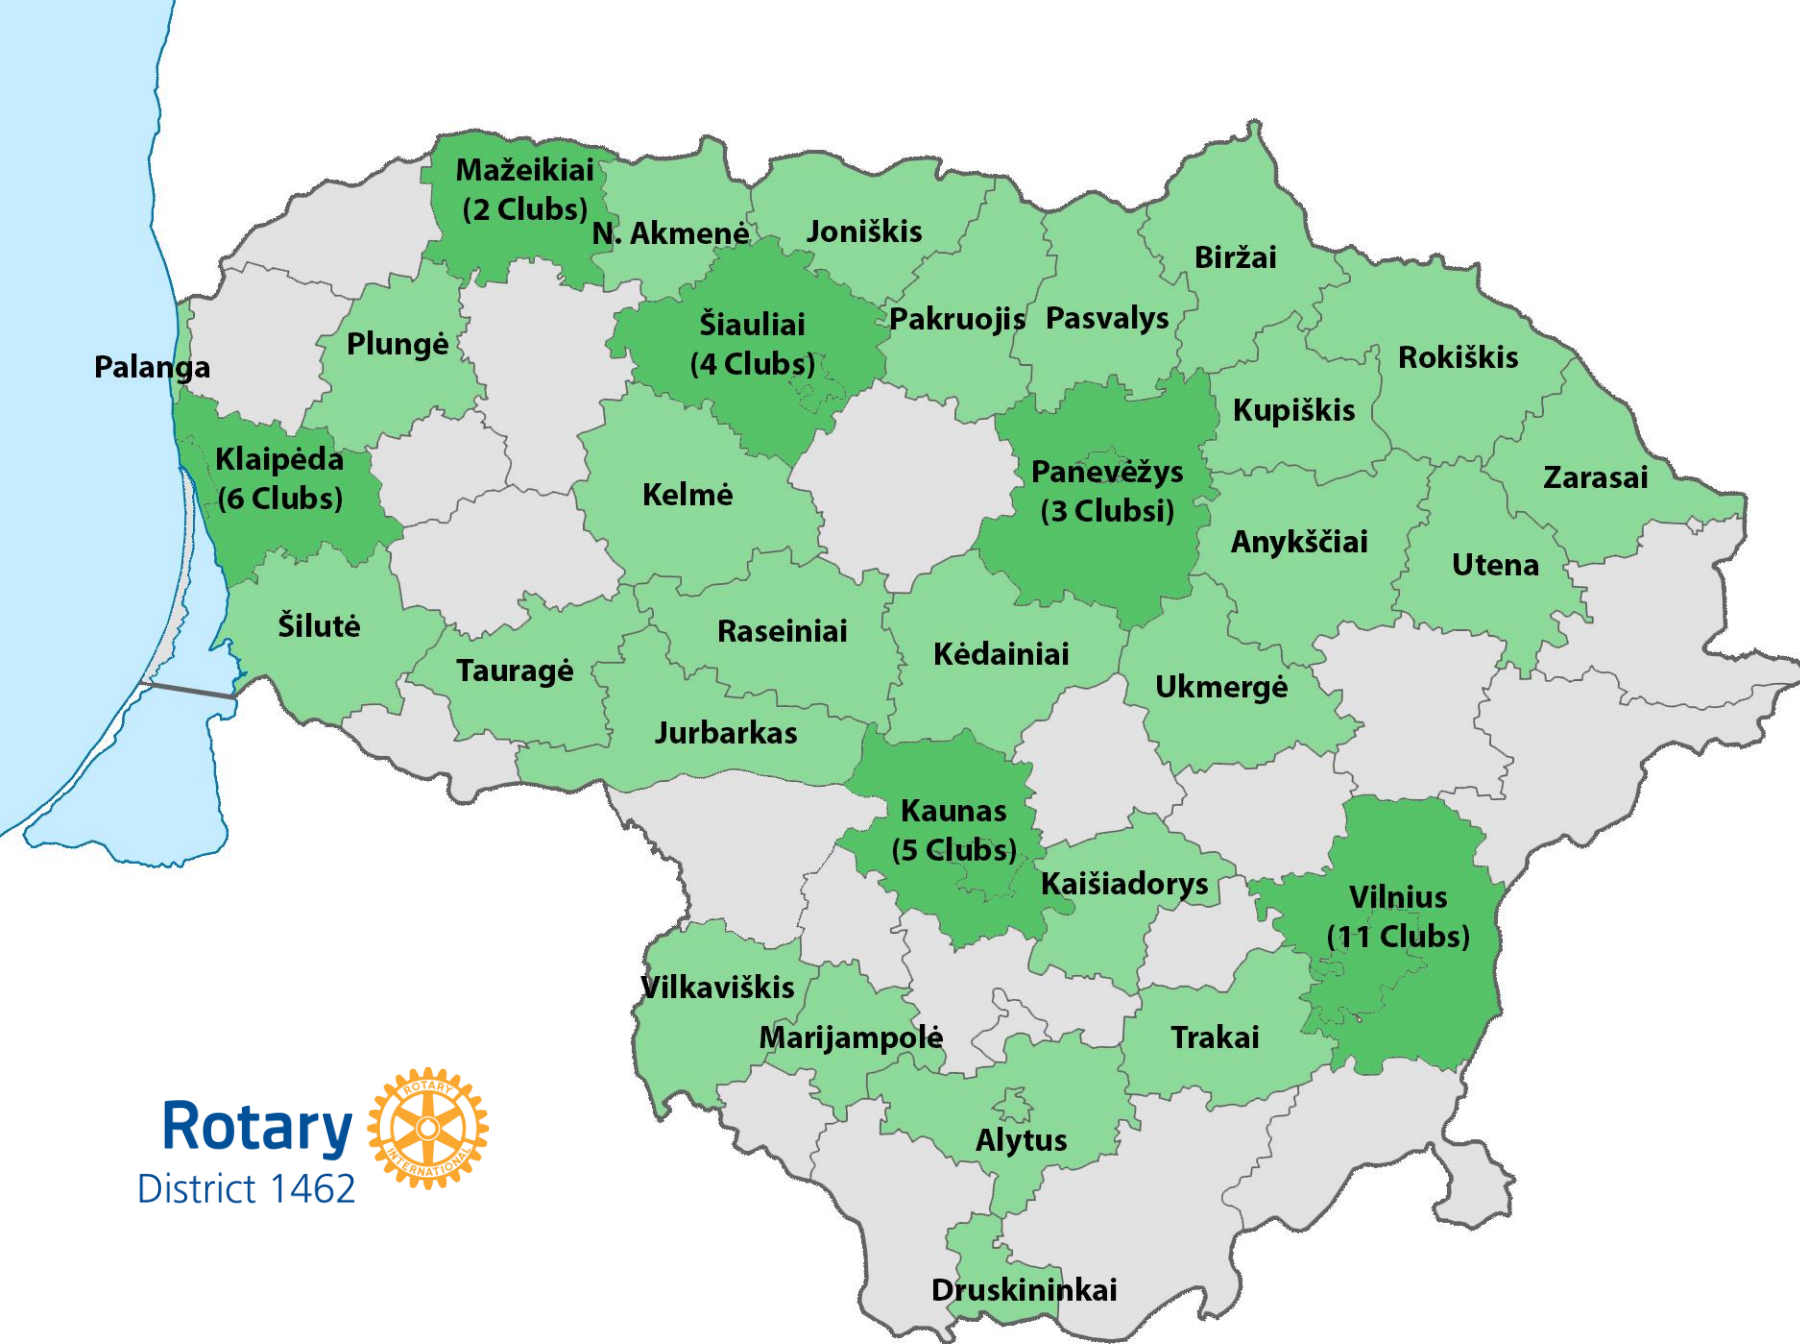 Mažeikiai
(2 Clubs)
N. Akmenė
Joniškis
Biržai
Palanga
Plungė
Šiauliai
(4 Clubs)
Pakruojis
Pasvalys
Rokiškis
Kupiškis
Klaipėda
(6 Clubs)
Kelmė
Panevėžys
(3 Clubsi)
Zarasai
Anykščiai
Utena
Šilutė
Tauragė
Raseiniai
Kėdainiai
Ukmergė
Jurbarkas
Kaunas
(5 Clubs)
Kaišiadorys
Vilnius
(11 Clubs)
Vilkaviškis
Marijampolė
Trakai
Alytus
Druskininkai
Rotary
District 1462
ROTARY
INTERNATIONAL